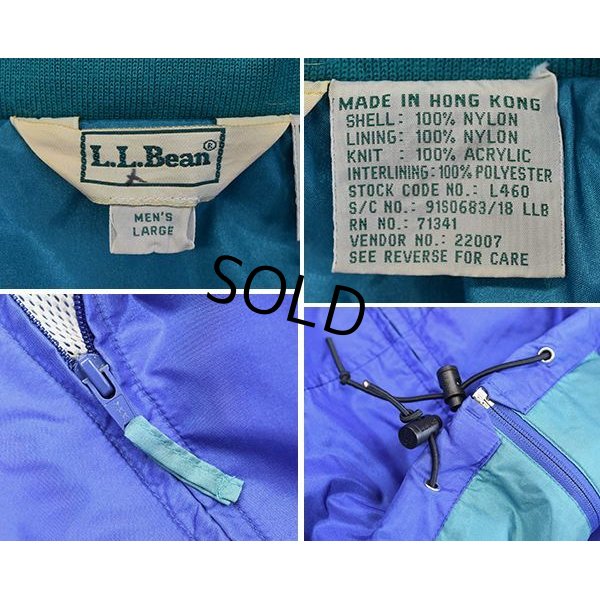 L.L.Bean®
MEN'S
LARGE
MADE IN HONG KONG
SHELL: 100% NYLON
LINING: 100% NYLON
KNIT : 100% ACRYLIC
INTERLINING: 100% POLYESTER
STOCK CODE NO.: L460
S/C NO.: 91S0683/18 LLB
RN NO.: 71341
VENDOR NO.: 22007
SEE REVERSE FOR CARE
SOLD